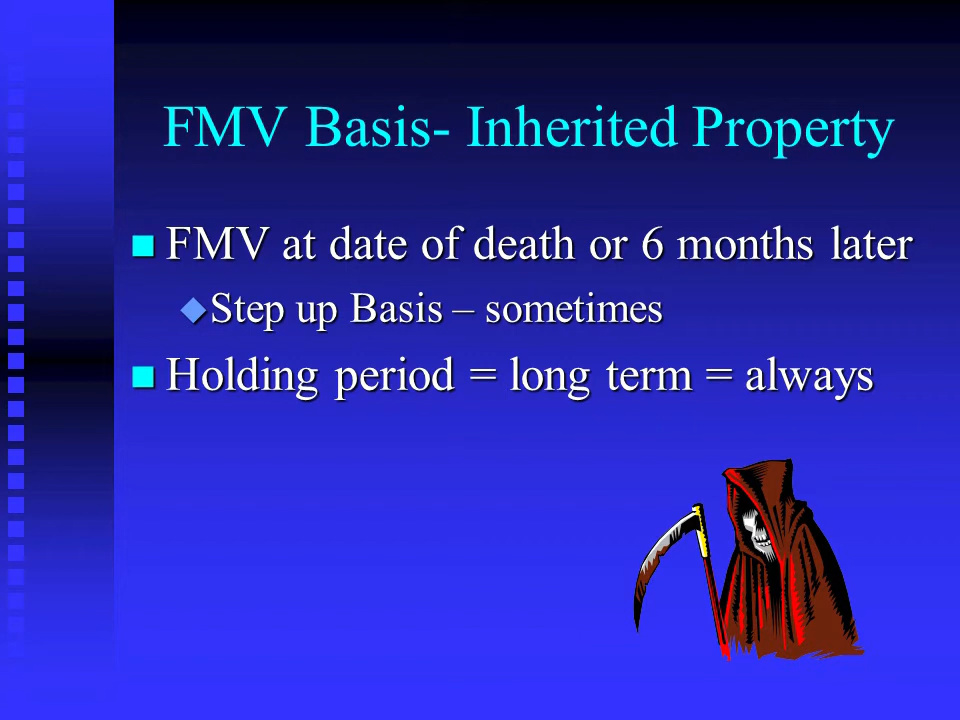 FMV Basis- Inherited Property
FMV at date of death or 6 months later
Step up Basis – sometimes
Holding period = long term = always